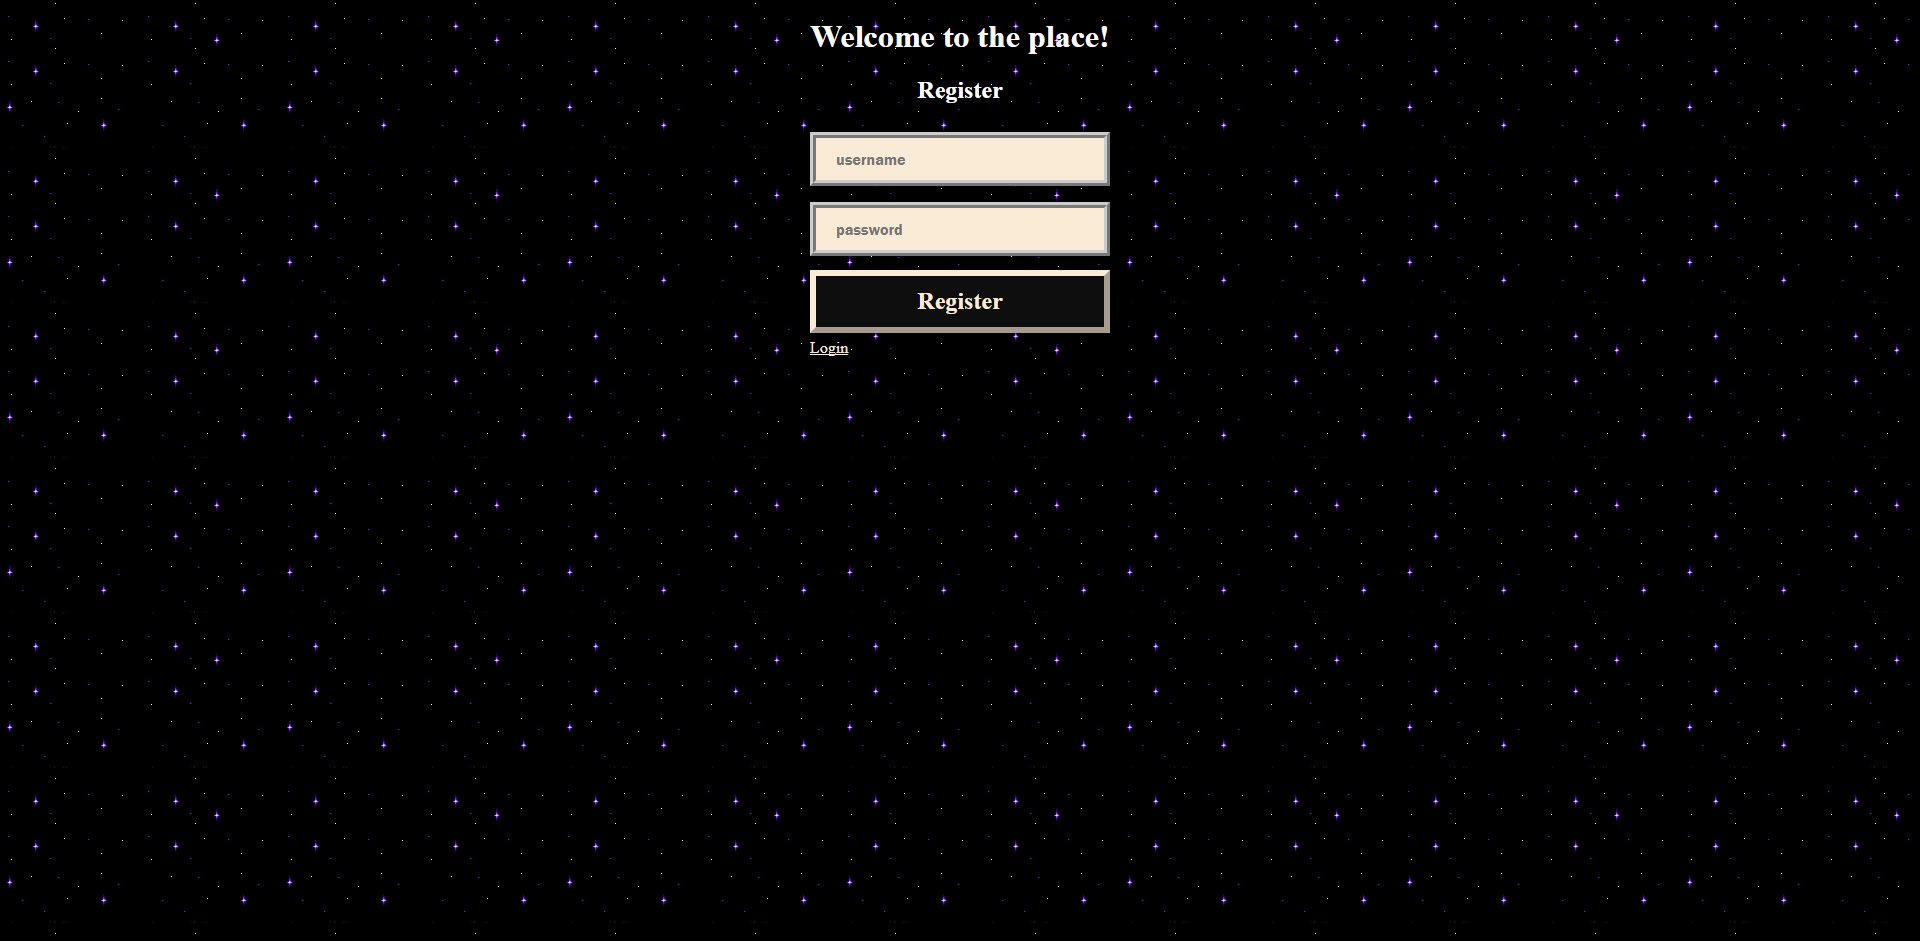 Welcome to the place!
Register
username
password
Register
Login